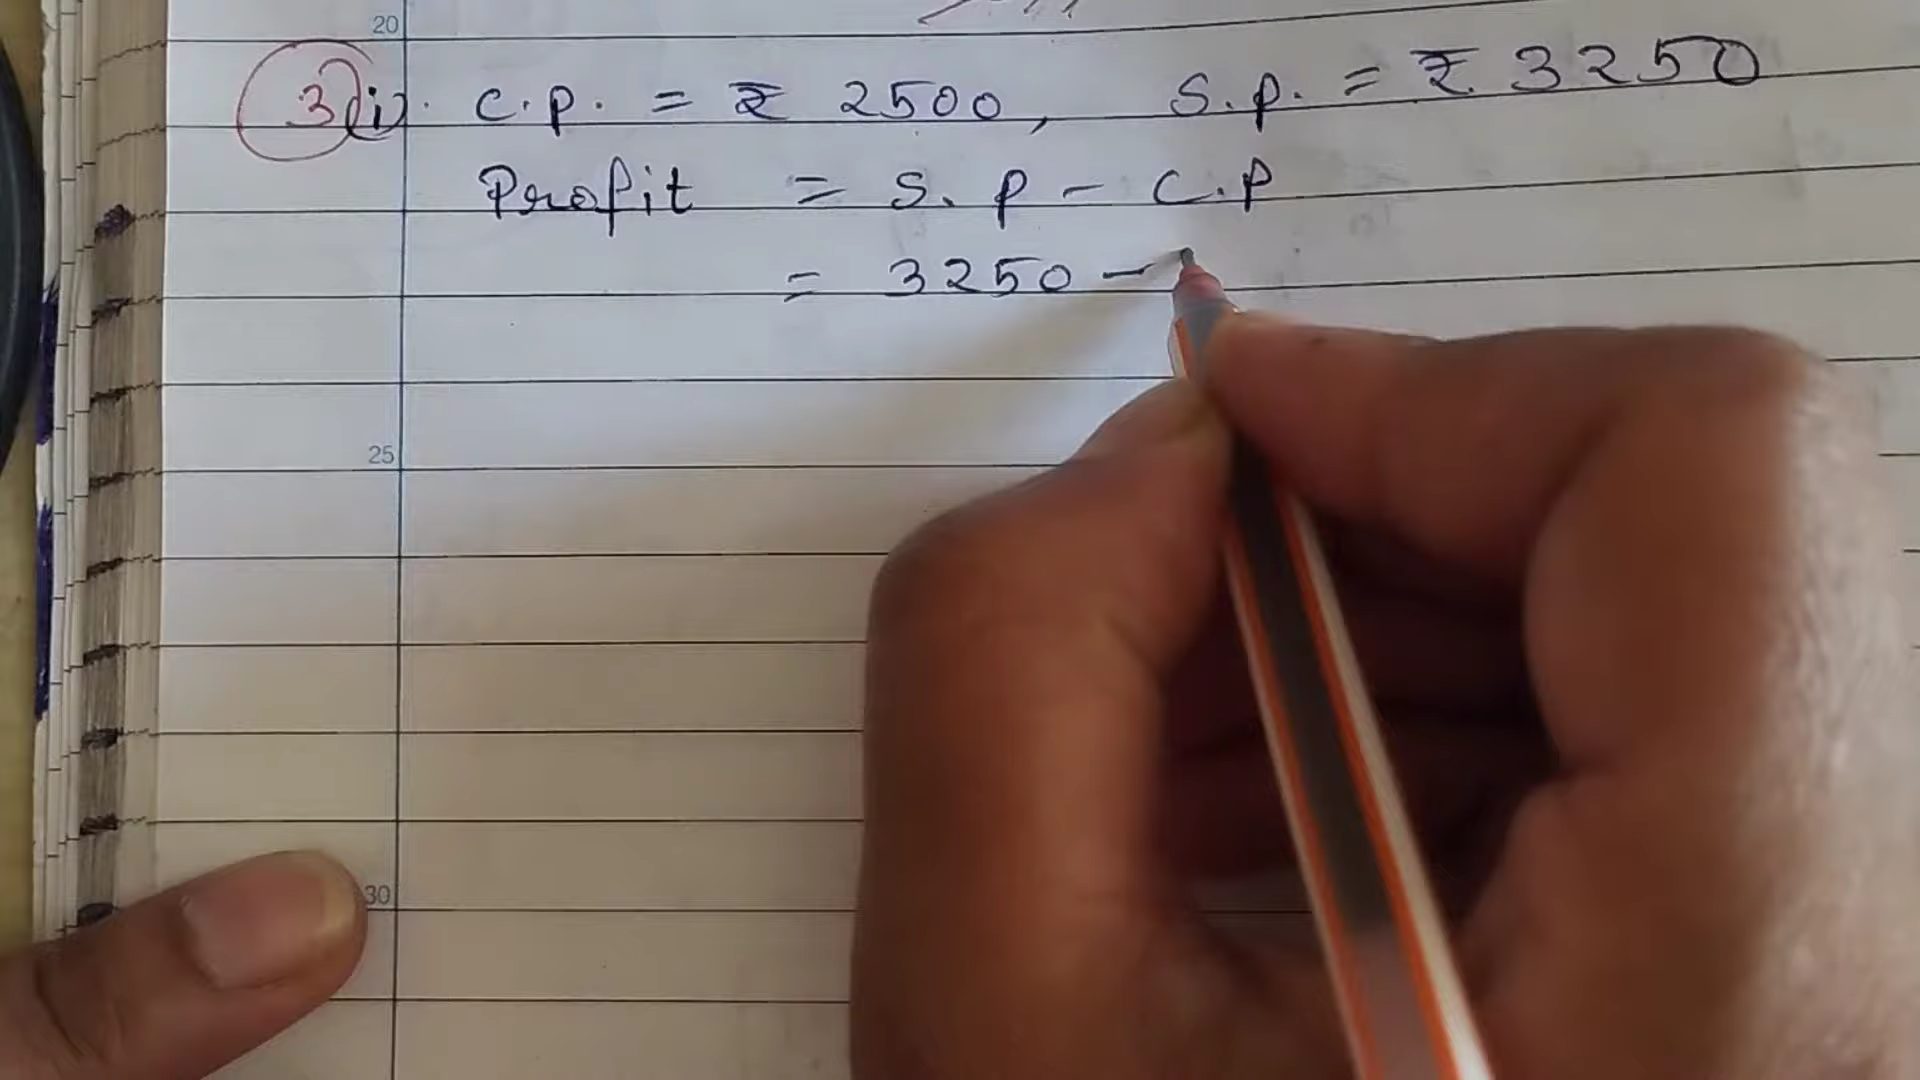 20
3(i). C.P. = ₹ 2500, S.P. = ₹ 3250
Profit = S.P - C.P
= 3250 -
25
30